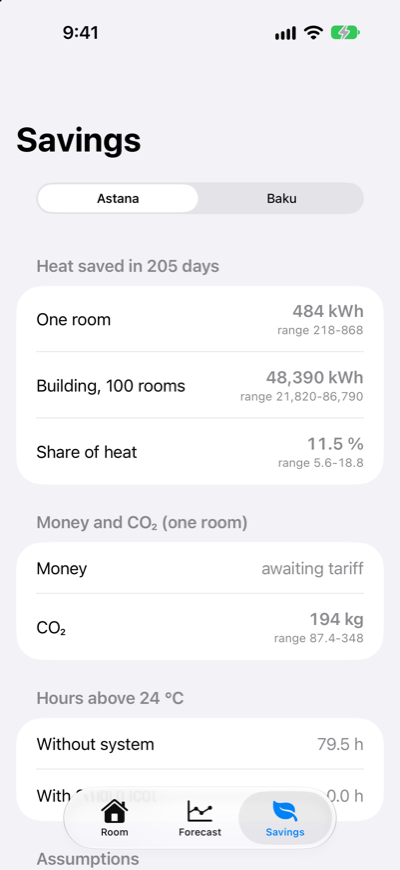 9:41
Savings
Astana Baku
Heat saved in 205 days
One room 484 kWh
range 218-868
Building, 100 rooms 48,390 kWh
range 21,820-86,790
Share of heat 11.5 %
range 5.6-18.8
Money and CO₂ (one room)
Money awaiting tariff
CO₂ 194 kg
range 87.4-348
Hours above 24 °C
Without system 79.5 h
With 0.0 h
Room Forecast Savings
Assumptions